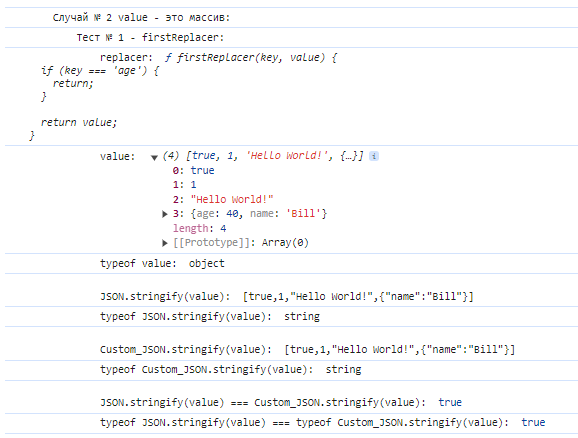 Случай № 2 value - это массив:
Тест № 1 - firstReplacer:
replacer: ƒ firstReplacer(key, value) {
if (key === 'age') {
return;
}
return value;
}
value: (4) [true, 1, 'Hello World!', {…}] i
0: true
1: 1
2: "Hello World!"
3: {age: 40, name: 'Bill'}
length: 4
[[Prototype]]: Array(0)
typeof value: object
JSON.stringify(value): [true,1,"Hello World!",{"name":"Bill"}]
typeof JSON.stringify(value): string
Custom_JSON.stringify(value): [true,1,"Hello World!",{"name":"Bill"}]
typeof Custom_JSON.stringify(value): string
JSON.stringify(value) === Custom_JSON.stringify(value): true
typeof JSON.stringify(value) === typeof Custom_JSON.stringify(value): true